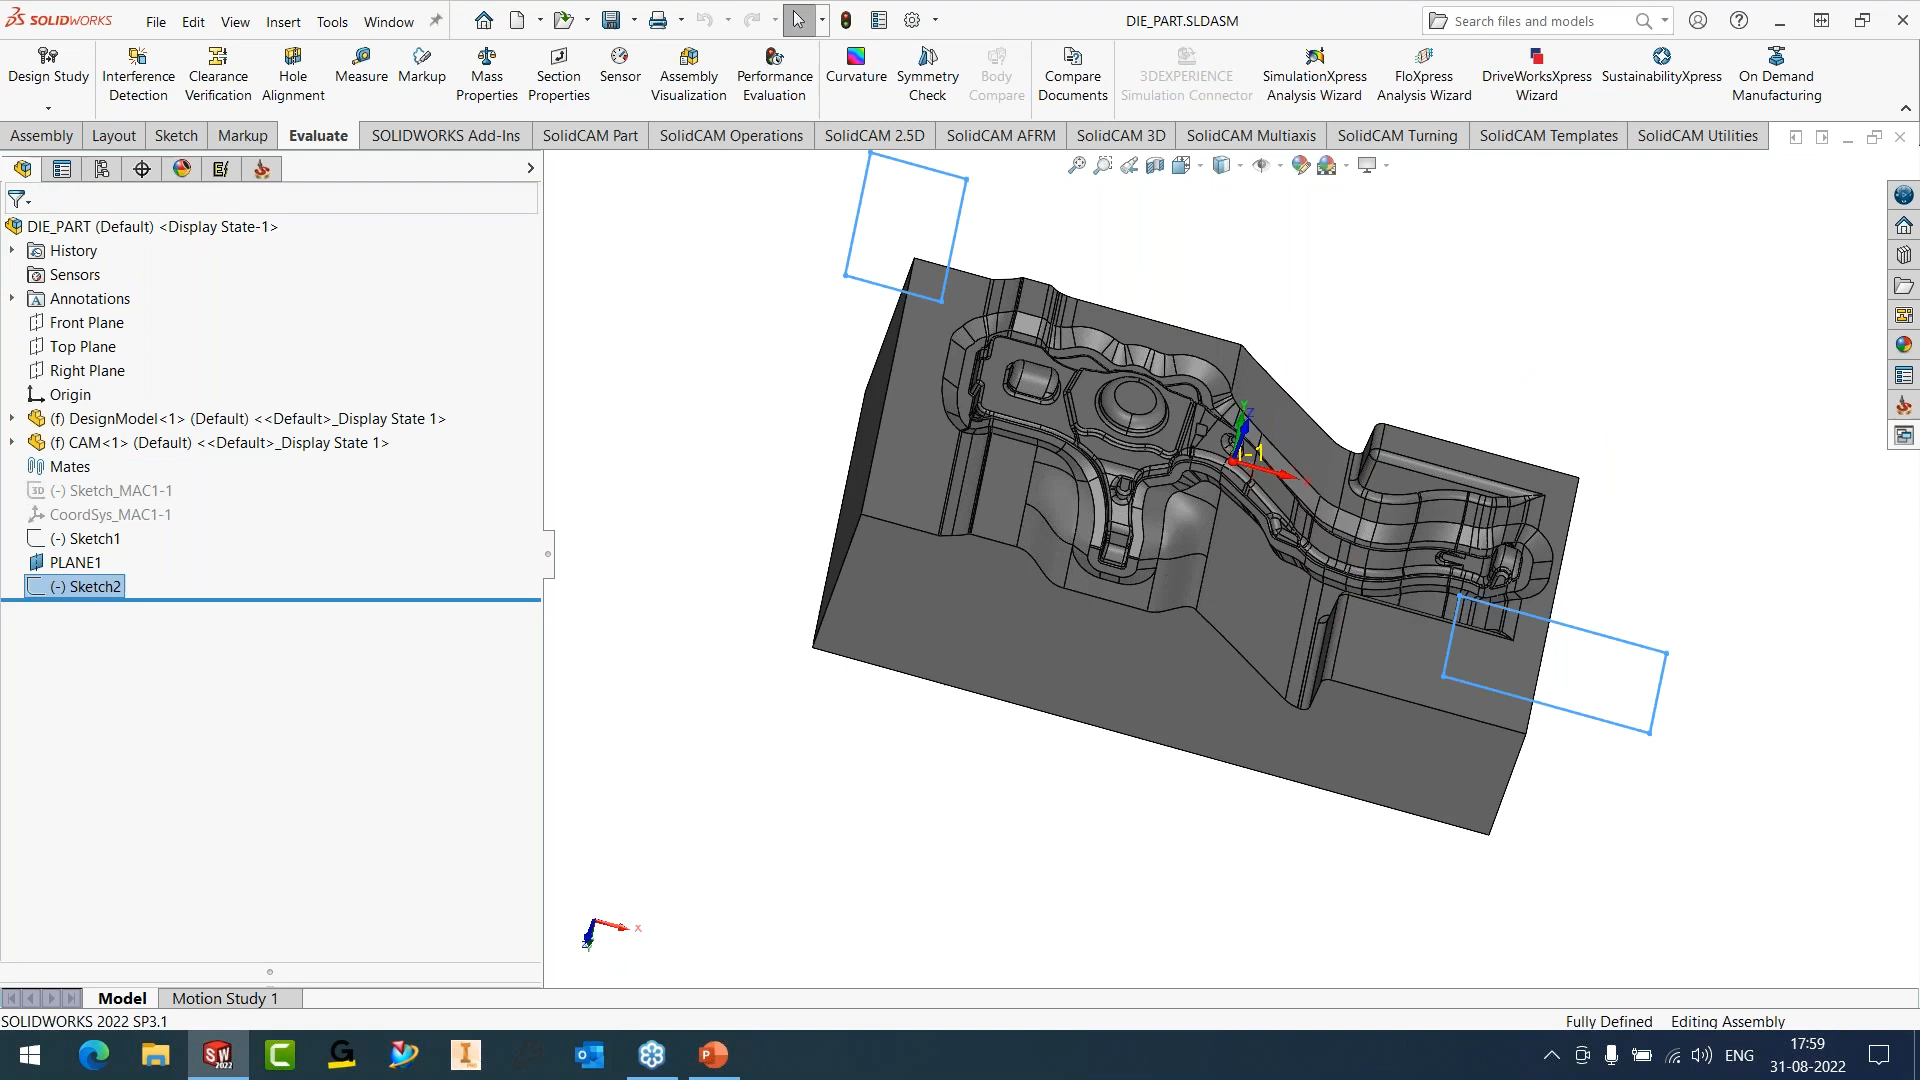 SOLIDWORKS File Edit View Insert Tools Window DIE_PART.SLDASM Search files and models
Design Study
Interference Detection
Clearance Verification
Hole Alignment
Measure
Markup
Mass Properties
Section Properties
Sensor
Assembly Visualization
Performance Evaluation
Curvature
Symmetry Check
Body Compare
Compare Documents
3DEXPERIENCE Simulation Connector
SimulationXpress Analysis Wizard
FloXpress Analysis Wizard
DriveWorksXpress Wizard
SustainabilityXpress
On Demand Manufacturing
Assembly Layout Sketch Markup Evaluate SOLIDWORKS Add-Ins SolidCAM Part SolidCAM Operations SolidCAM 2.5D SolidCAM AFRM SolidCAM 3D SolidCAM Multiaxis SolidCAM Turning SolidCAM Templates SolidCAM Utilities
DIE_PART (Default) <Display State-1>
History
Sensors
Annotations
Front Plane
Top Plane
Right Plane
Origin
(f) DesignModel<1> (Default) <<Default>_Display State 1>
(f) CAM<1> (Default) <<Default>_Display State 1>
Mates
(-) Sketch_MAC1-1
CoordSys_MAC1-1
(-) Sketch1
PLANE1
(-) Sketch2
Model Motion Study 1
SOLIDWORKS 2022 SP3.1 Fully Defined Editing Assembly
ENG
17:59
31-08-2022